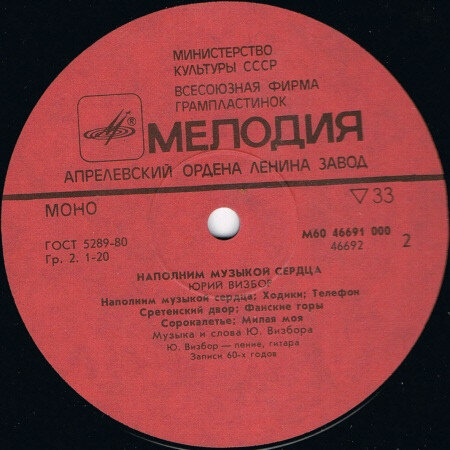 МИНИСТЕРСТВО
КУЛЬТУРЫ СССР
ВСЕСОЮЗНАЯ ФИРМА
ГРАМПЛАСТИНОК
МЕЛОДИЯ
АПРЕЛЕВСКИЙ ОРДЕНА ЛЕНИНА ЗАВОД
МОНО
▽33
ГОСТ 5289-80
Гр. 2. 1-20
М60 46691 000
46692
2
НАПОЛНИМ МУЗЫКОЙ СЕРДЦА
ЮРИЙ ВИЗБОР
Наполним музыкой сердца; Ходики; Телефон
Сретенский двор; Фанские горы
Сорокалетье; Милая моя
Музыка и слова Ю. Визбора
Ю. Визбор — пение, гитара
Записи 60-х годов